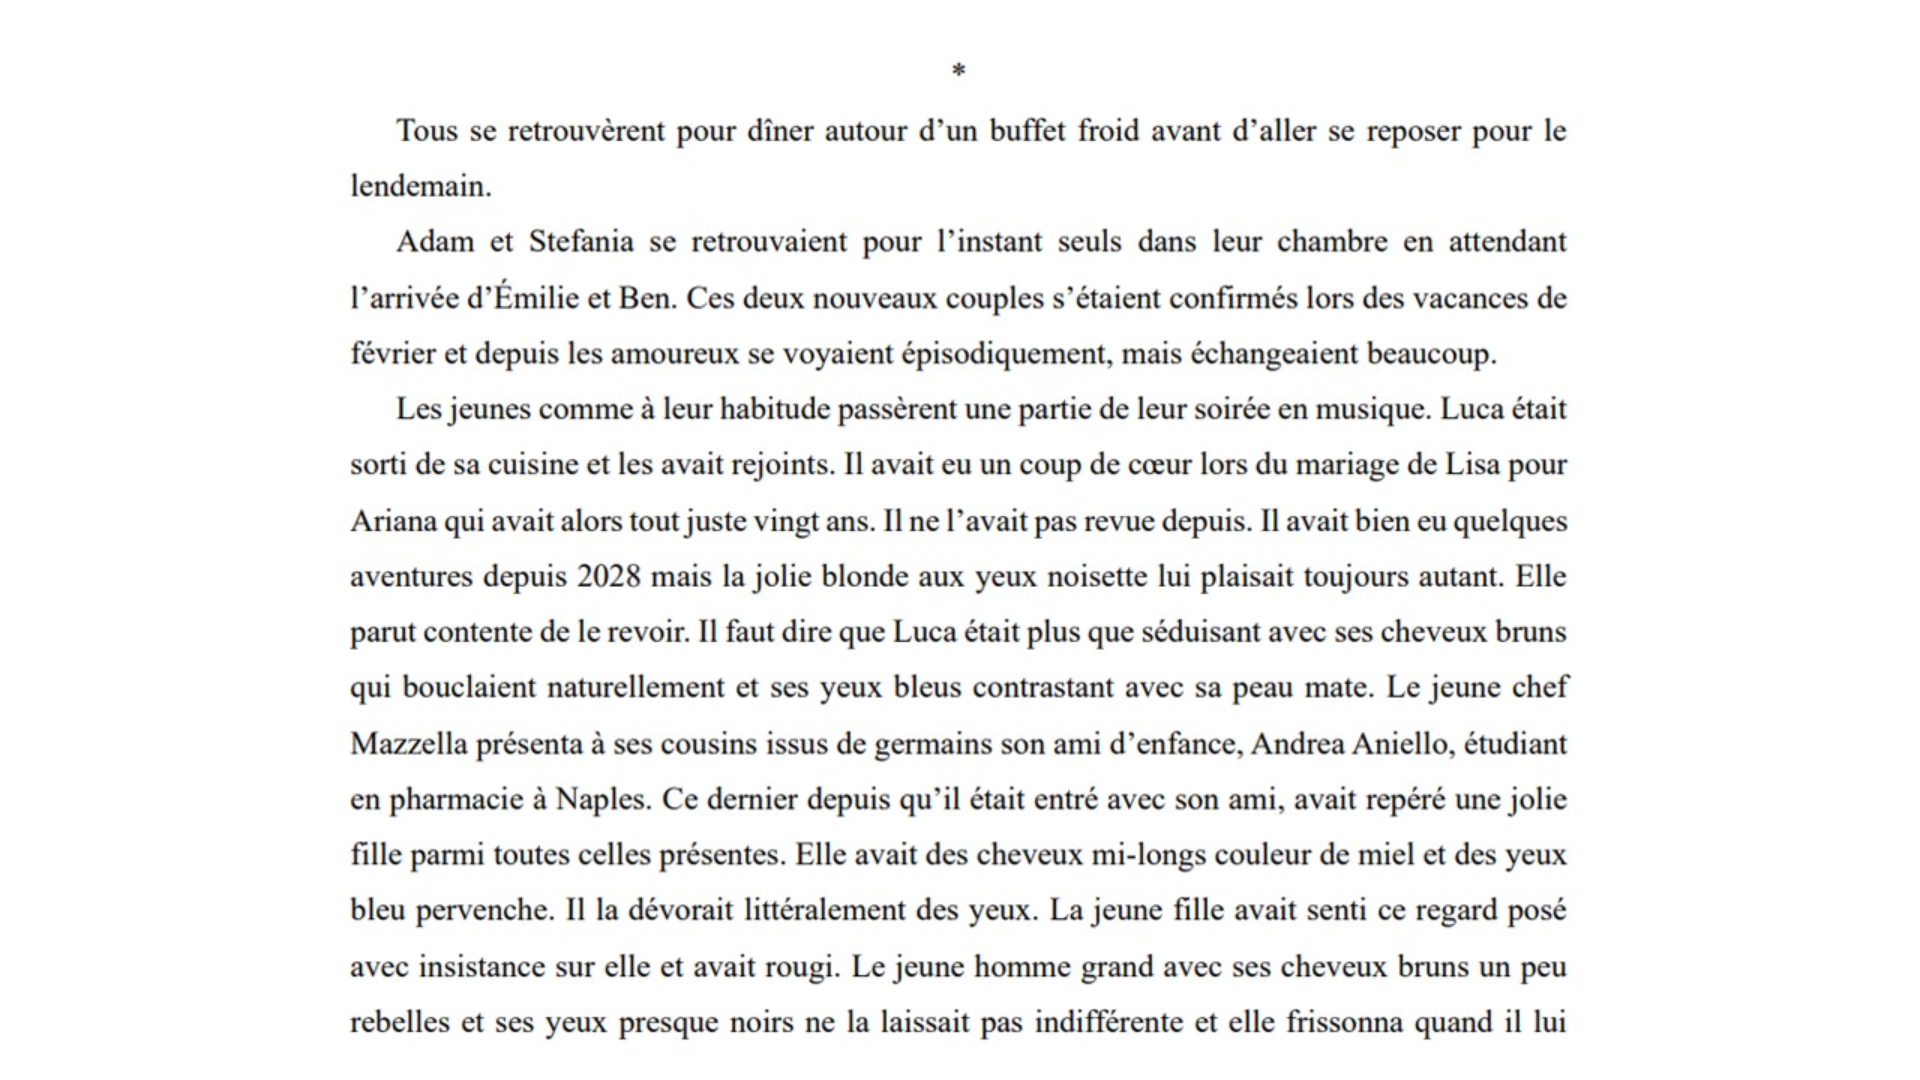 *
Tous se retrouvèrent pour dîner autour d’un buffet froid avant d’aller se reposer pour le
lendemain.
Adam et Stefania se retrouvaient pour l’instant seuls dans leur chambre en attendant
l’arrivée d’Émilie et Ben. Ces deux nouveaux couples s’étaient confirmés lors des vacances de
février et depuis les amoureux se voyaient épisodiquement, mais échangeaient beaucoup.
Les jeunes comme à leur habitude passèrent une partie de leur soirée en musique. Luca était
sorti de sa cuisine et les avait rejoints. Il avait eu un coup de cœur lors du mariage de Lisa pour
Ariana qui avait alors tout juste vingt ans. Il ne l’avait pas revue depuis. Il avait bien eu quelques
aventures depuis 2028 mais la jolie blonde aux yeux noisette lui plaisait toujours autant. Elle
parut contente de le revoir. Il faut dire que Luca était plus que séduisant avec ses cheveux bruns
qui bouclaient naturellement et ses yeux bleus contrastant avec sa peau mate. Le jeune chef
Mazzella présenta à ses cousins issus de germains son ami d’enfance, Andrea Aniello, étudiant
en pharmacie à Naples. Ce dernier depuis qu’il était entré avec son ami, avait repéré une jolie
fille parmi toutes celles présentes. Elle avait des cheveux mi-longs couleur de miel et des yeux
bleu pervenche. Il la dévorait littéralement des yeux. La jeune fille avait senti ce regard posé
avec insistance sur elle et avait rougi. Le jeune homme grand avec ses cheveux bruns un peu
rebelles et ses yeux presque noirs ne la laissait pas indifférente et elle frissonna quand il lui